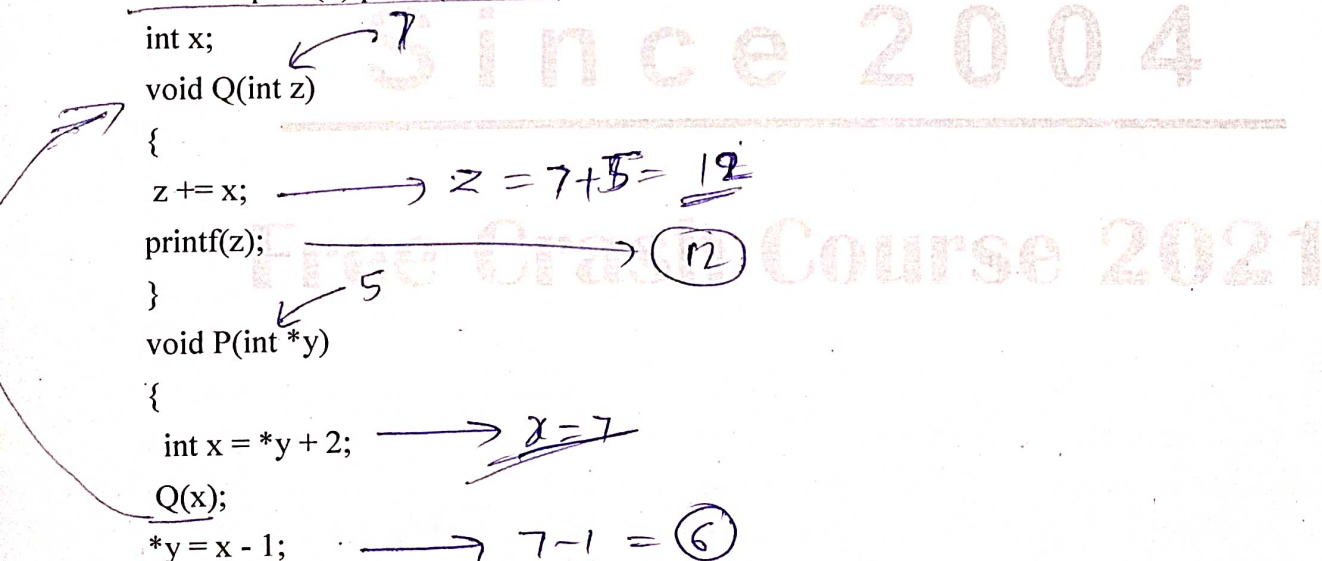 int x;
7
Since 2004
void Q(int z)
{
z += x; → z = 7+5= 12
printf(z); → 12
Free Crash Course 2021
}
5
void P(int *y)
{
int x = *y + 2; → x=7
Q(x);
*y = x - 1; → 7-1 = 6